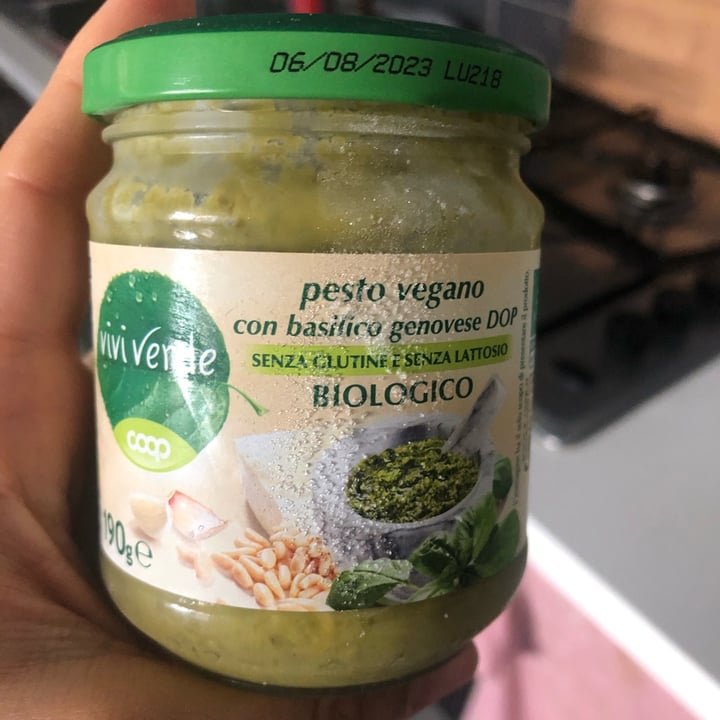 06/08/2023 LU218
pesto vegano
con basilico genovese DOP
SENZA GLUTINE E SENZA LATTOSIO
BIOLOGICO
vivi verde
coop
190g e